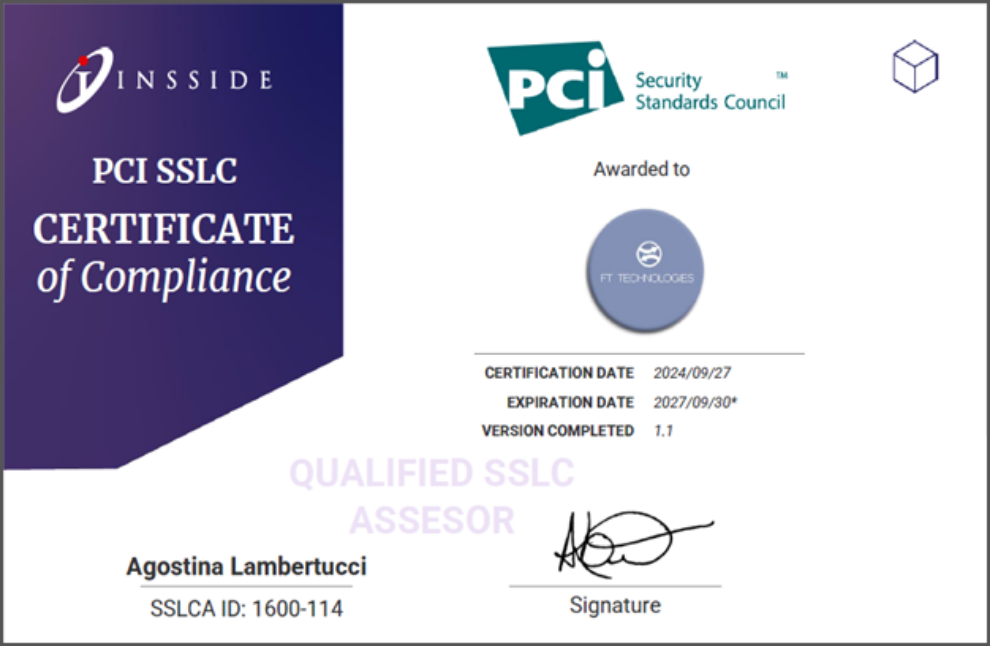 INSSIDE
PCI SSLC
CERTIFICATE
of Compliance
PCi Security
Standards Council ™
Awarded to
FT TECHNOLOGIES
CERTIFICATION DATE 2024/09/27
EXPIRATION DATE 2027/09/30*
VERSION COMPLETED 1.1
QUALIFIED SSLC
ASSESOR
Agostina Lambertucci
SSLCA ID: 1600-114
Signature